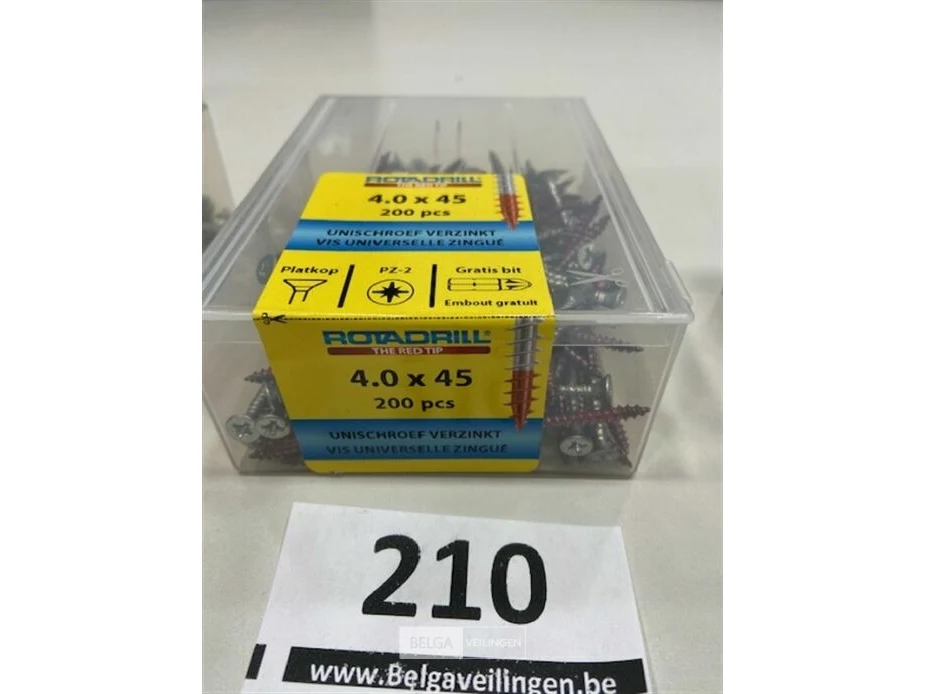 ROTADRILL
THE RED TIP
4.0 x 45
200 pcs
UNISCHROEF VERZINKT
VIS UNIVERSELLE ZINGUÉ
Platkop
PZ-2
Gratis bit
Embout gratuit
ROTADRILL®
THE RED TIP
4.0 x 45
200 pcs
UNISCHROEF VERZINKT
VIS UNIVERSELLE ZINGUÉ
210
BELGA VEILINGEN
www.Belgaveilingen.be